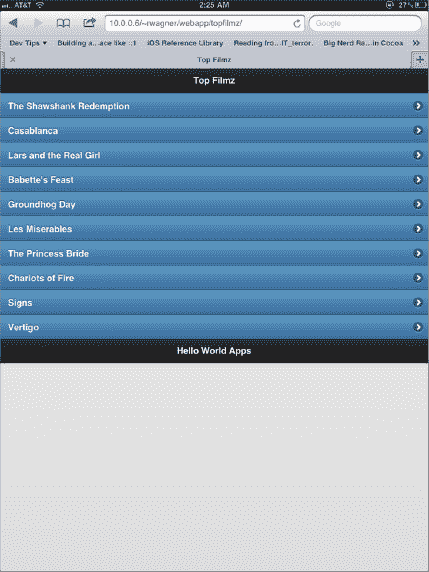 AT&T 2:25 AM 27%
10.0.0.6/~rwagner/webapp/topfilmz/ Google
Dev Tips ▾ Building a...ace like ::1 iOS Reference Library Reading fro...IT_terror. Big Nerd Ra...in Cocoa »
× Top Filmz +
Top Filmz
The Shawshank Redemption
Casablanca
Lars and the Real Girl
Babette's Feast
Groundhog Day
Les Miserables
The Princess Bride
Chariots of Fire
Signs
Vertigo
Hello World Apps